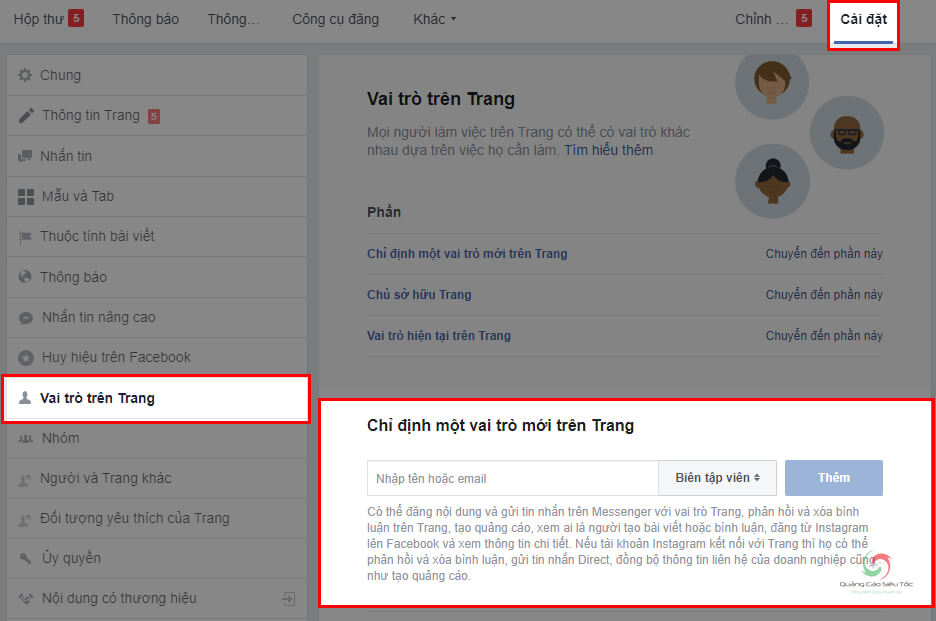 Hộp thư 5 Thông báo Thông… Công cụ đăng Khác Chỉnh … 5 Cài đặt
Chung
Thông tin Trang 5
Nhắn tin
Mẫu và Tab
Thuộc tính bài viết
Thông báo
Nhắn tin nâng cao
Huy hiệu trên Facebook
Vai trò trên Trang
Nhóm
Người và Trang khác
Đối tượng yêu thích của Trang
Ủy quyền
Nội dung có thương hiệu
Vai trò trên Trang
Mọi người làm việc trên Trang có thể có vai trò khác
nhau dựa trên việc họ cần làm. Tìm hiểu thêm
Phần
Chỉ định một vai trò mới trên Trang Chuyển đến phần này
Chủ sở hữu Trang Chuyển đến phần này
Vai trò hiện tại trên Trang Chuyển đến phần này
Chỉ định một vai trò mới trên Trang
Nhập tên hoặc email Biên tập viên Thêm
Có thể đăng nội dung và gửi tin nhắn trên Messenger với vai trò Trang, phản hồi và xóa bình
luận trên Trang, tạo quảng cáo, xem ai là người tạo bài viết hoặc bình luận, đăng từ Instagram
lên Facebook và xem thông tin chi tiết. Nếu tài khoản Instagram kết nối với Trang thì họ có thể
phản hồi và xóa bình luận, gửi tin nhắn Direct, đồng bộ thông tin liên hệ của doanh nghiệp cũng
như tạo quảng cáo.
Quảng Cáo Siêu Tốc